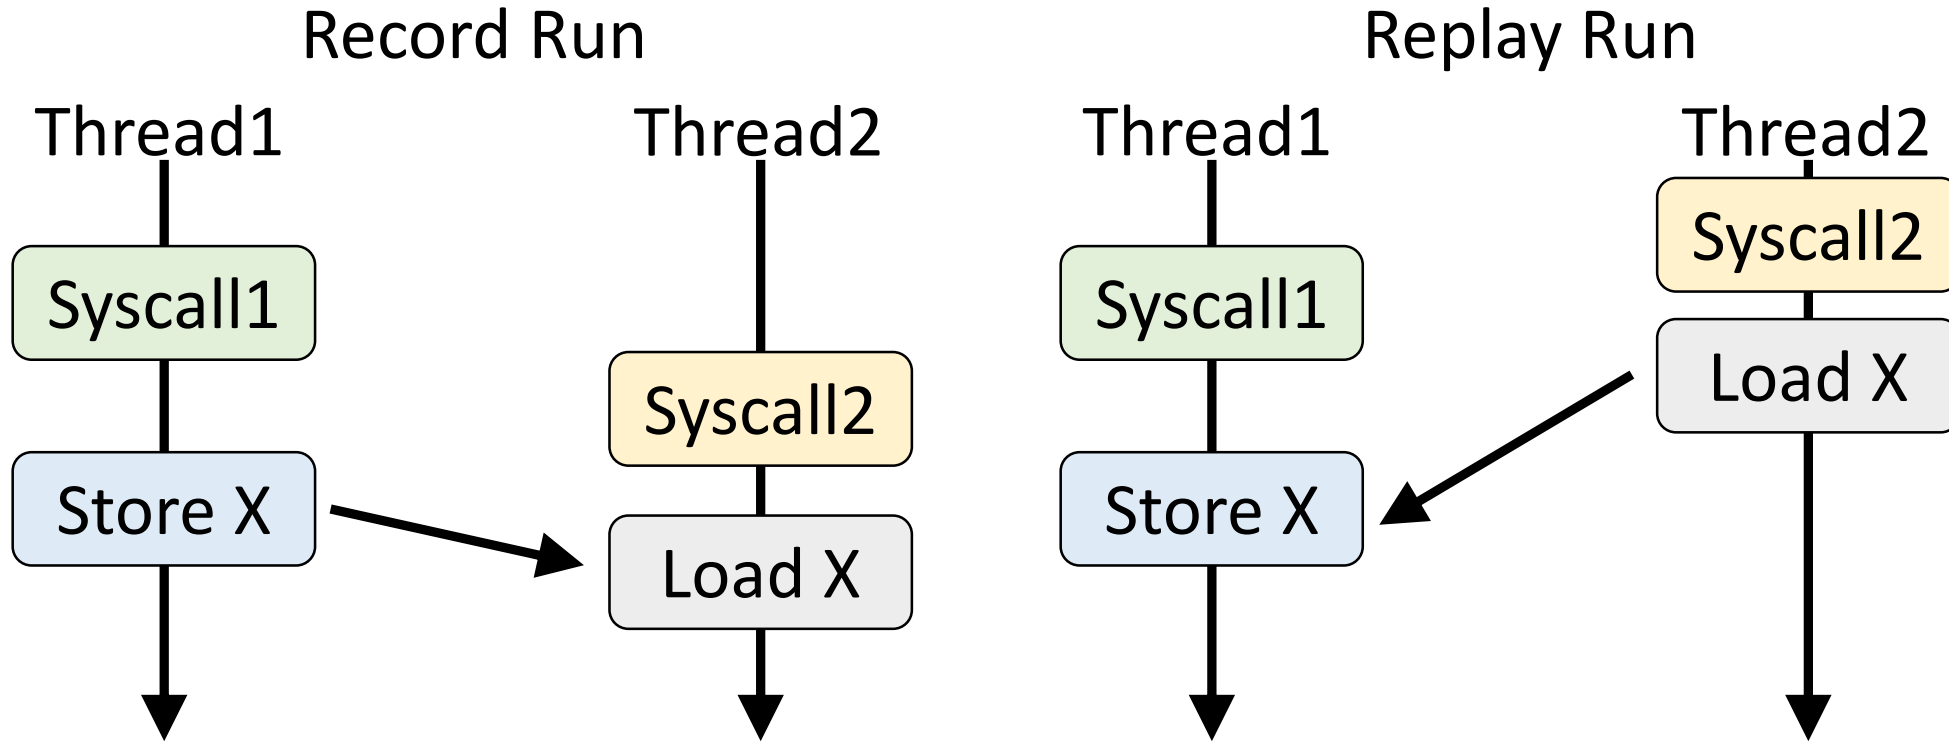 Record Run
Replay Run
Thread1
Thread2
Thread1
Thread2
Syscall1
Syscall2
Store X
Load X
Syscall1
Syscall2
Load X
Store X